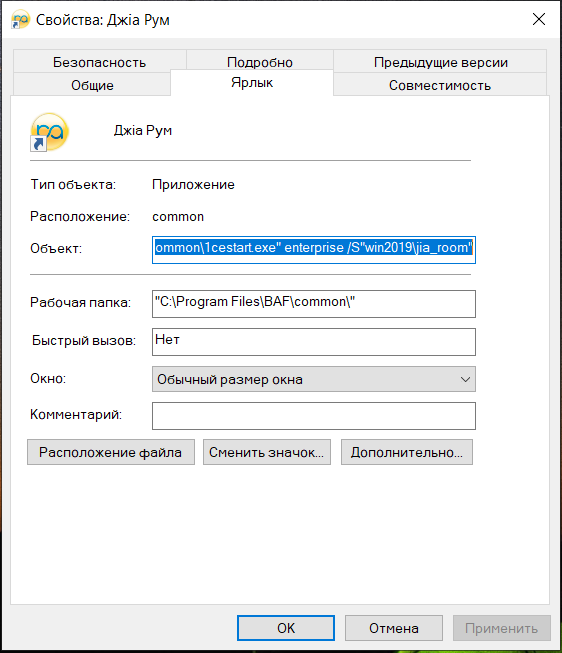 Свойства: Джіа Рум
Безопасность Подробно Предыдущие версии
Общие Ярлык Совместимость
Джіа Рум
Тип объекта: Приложение
Расположение: common
Объект: ommon\1cestart.exe" enterprise /S"win2019\jia_room"
Рабочая папка: "C:\Program Files\BAF\common\"
Быстрый вызов: Нет
Окно: Обычный размер окна
Комментарий:
Расположение файла Сменить значок... Дополнительно...
OK Отмена Применить